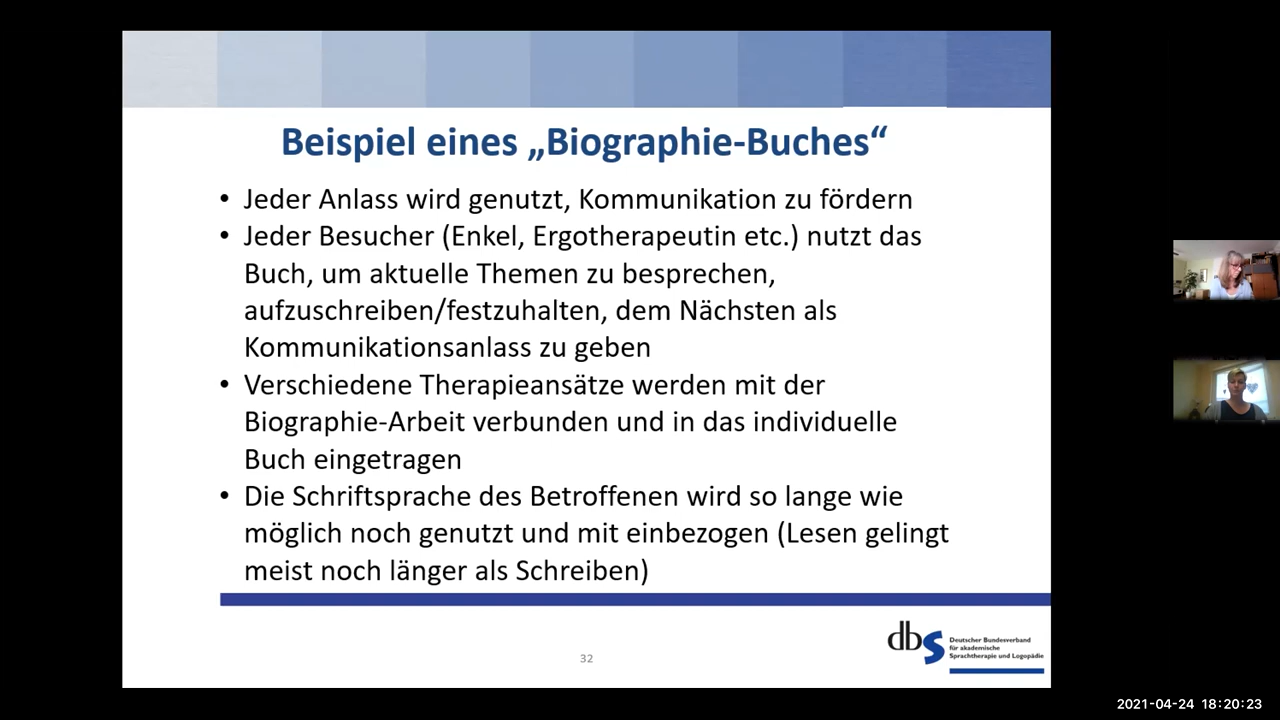 Beispiel eines „Biographie-Buches“
• Jeder Anlass wird genutzt, Kommunikation zu fördern
• Jeder Besucher (Enkel, Ergotherapeutin etc.) nutzt das
Buch, um aktuelle Themen zu besprechen,
aufzuschreiben/festzuhalten, dem Nächsten als
Kommunikationsanlass zu geben
• Verschiedene Therapieansätze werden mit der
Biographie-Arbeit verbunden und in das individuelle
Buch eingetragen
• Die Schriftsprache des Betroffenen wird so lange wie
möglich noch genutzt und mit einbezogen (Lesen gelingt
meist noch länger als Schreiben)
32
dbs
Deutscher Bundesverband
für akademische
Sprachtherapie und Logopädie
2021-04-24 18:20:23